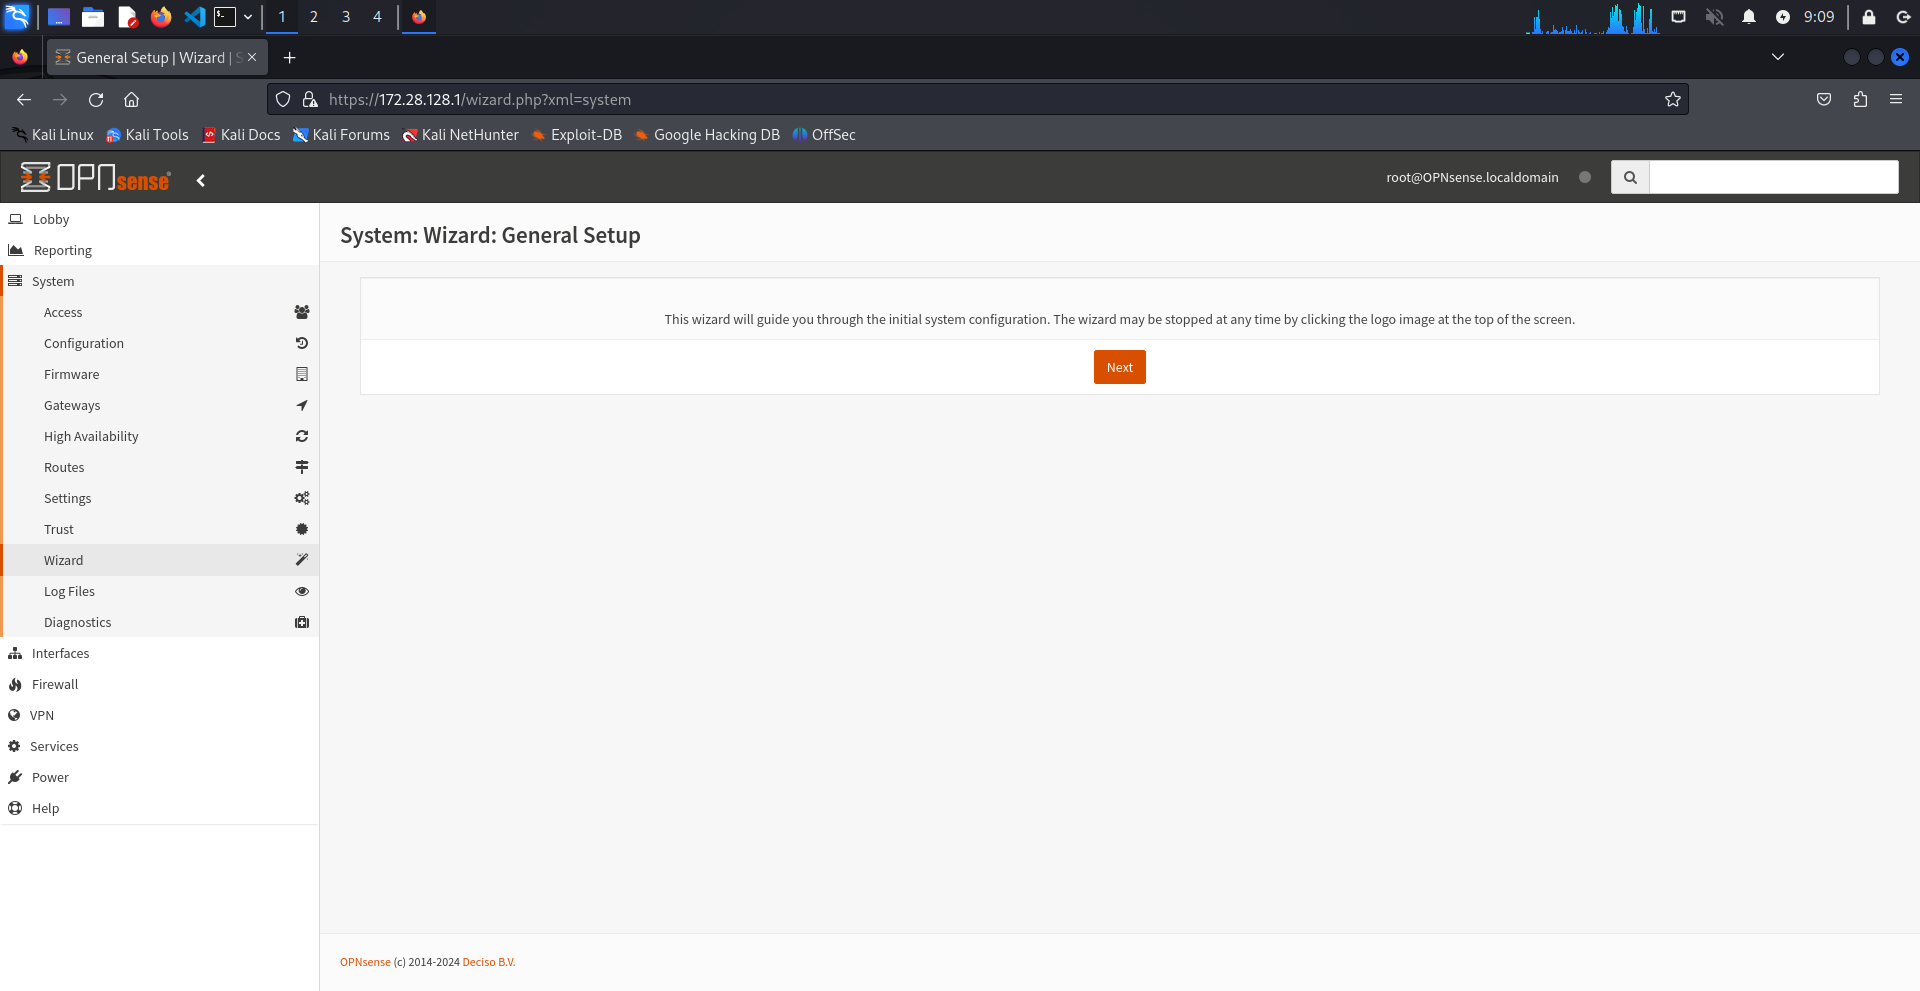 1 2 3 4 9:09
General Setup | Wizard | S
https://172.28.128.1/wizard.php?xml=system
Kali Linux Kali Tools Kali Docs Kali Forums Kali NetHunter Exploit-DB Google Hacking DB OffSec
OPNsense root@OPNsense.localdomain
Lobby
Reporting
System
Access
Configuration
Firmware
Gateways
High Availability
Routes
Settings
Trust
Wizard
Log Files
Diagnostics
Interfaces
Firewall
VPN
Services
Power
Help
System: Wizard: General Setup
This wizard will guide you through the initial system configuration. The wizard may be stopped at any time by clicking the logo image at the top of the screen.
Next
OPNsense (c) 2014-2024 Deciso B.V.